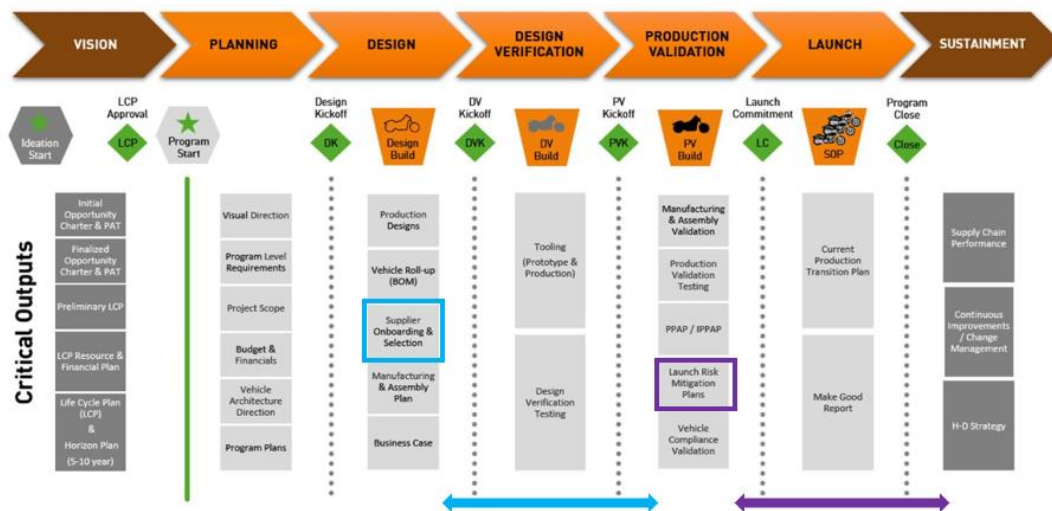 VISION
PLANNING
DESIGN
DESIGN
VERIFICATION
PRODUCTION
VALIDATION
LAUNCH
SUSTAINMENT
Ideation
Start
LCP
Approval
LCP
Program
Start
Design
Kickoff
DK
Design
Build
DV
Kickoff
DVK
DV
Build
PV
Kickoff
PVK
PV
Build
Launch
Commitment
LC
SOP
Program
Close
Close
Critical Outputs
Initial
Opportunity
Charter & PAT
Finalized
Opportunity
Charter & PAT
Preliminary LCP
LCP Resource &
Financial Plan
Life Cycle Plan
(LCP)
&
Horizon Plan
(5-10 year)
Visual Direction
Program Level
Requirements
Project Scope
Budget &
Financials
Vehicle
Architecture
Direction
Program Plans
Production
Designs
Vehicle Roll-up
(BOM)
Supplier
Onboarding &
Selection
Manufacturing
& Assembly
Plan
Business Case
Tooling
(Prototype &
Production)
Design
Verification
Testing
Manufacturing
& Assembly
Validation
Production
Validation
Testing
PPAP / IPPAP
Launch Risk
Mitigation
Plans
Vehicle
Compliance
Validation
Current
Production
Transition Plan
Make Good
Report
Supply Chain
Performance
Continuous
Improvements
/ Change
Management
H-D Strategy